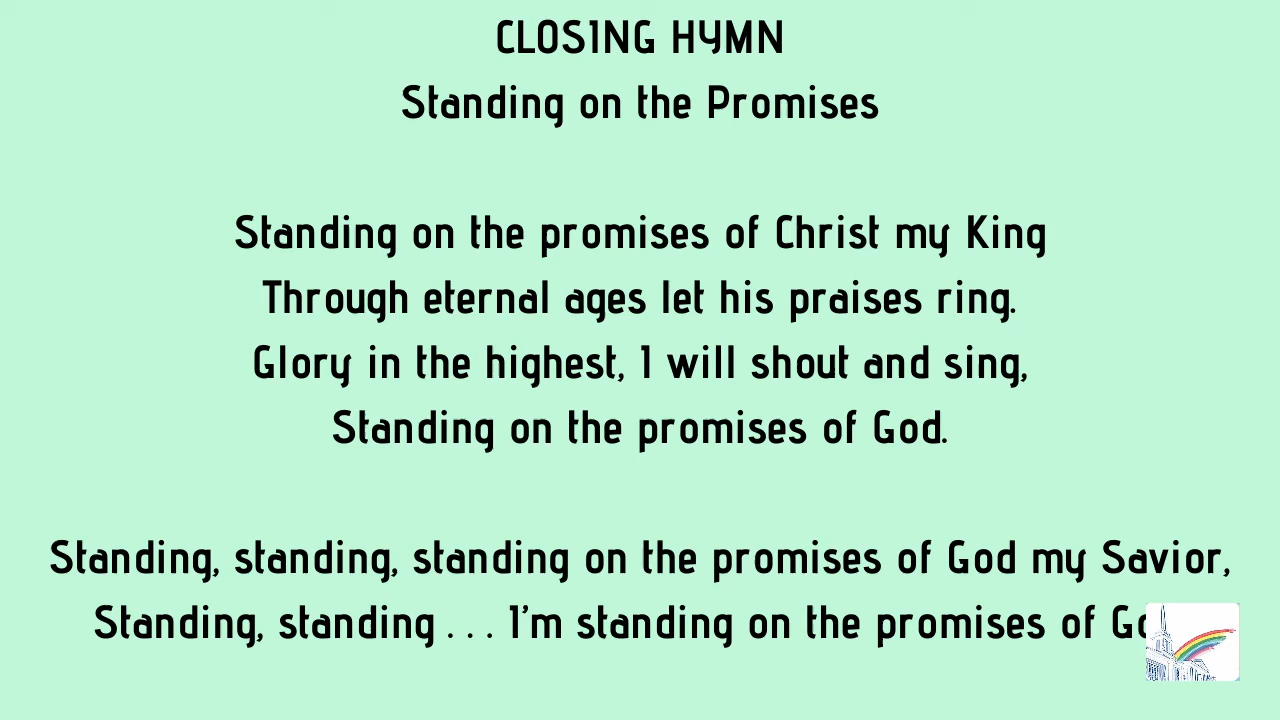 CLOSING HYMN
Standing on the Promises
Standing on the promises of Christ my King
Through eternal ages let his praises ring.
Glory in the highest, I will shout and sing,
Standing on the promises of God.
Standing, standing, standing on the promises of God my Savior,
Standing, standing . . . I'm standing on the promises of